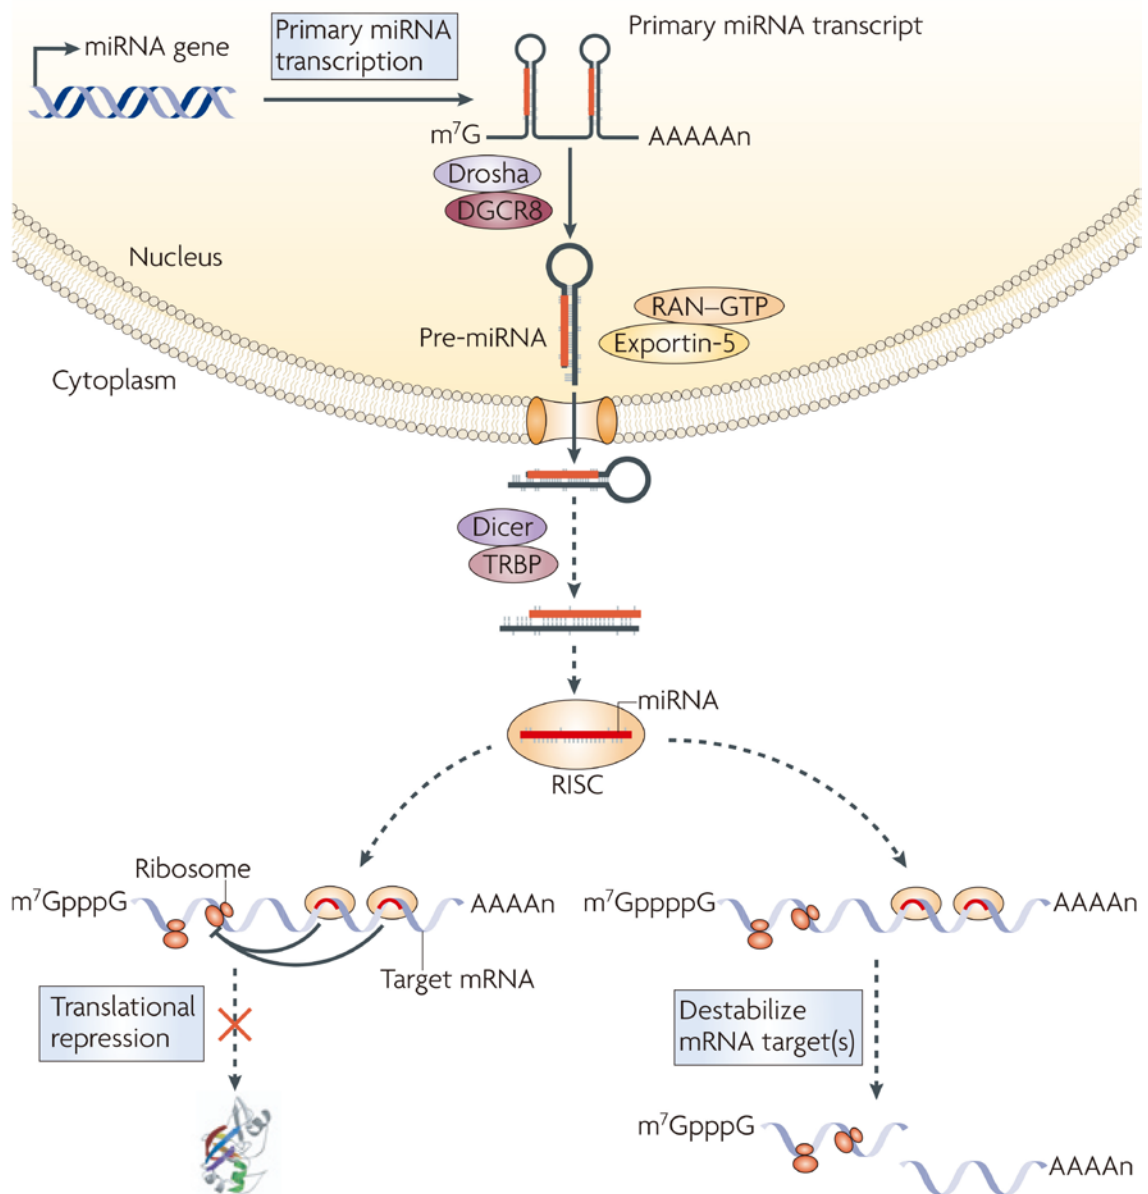 miRNA gene
Primary miRNA
transcription
Primary miRNA transcript
m⁷G
AAAAAn
Drosha
DGCR8
Nucleus
Pre-miRNA
RAN–GTP
Exportin-5
Cytoplasm
Dicer
TRBP
miRNA
RISC
Ribosome
m⁷GpppG
AAAAn
Target mRNA
Translational
repression
m⁷GppppG
AAAAn
Destabilize
mRNA target(s)
m⁷GpppG
AAAAn